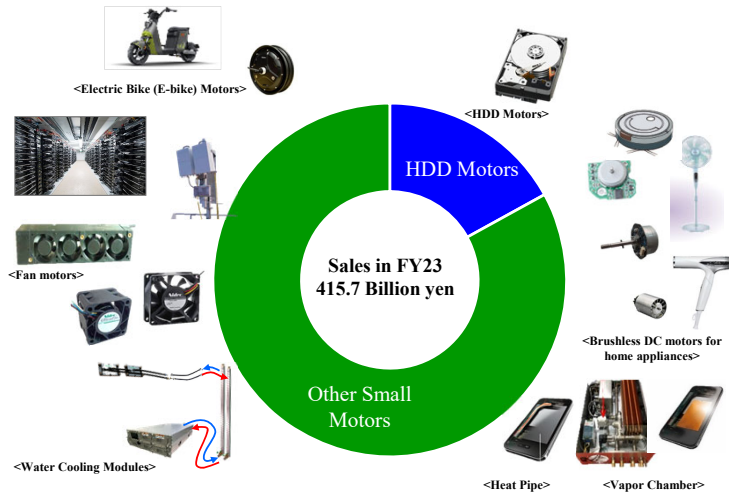 <Electric Bike (E-bike) Motors>
<HDD Motors>
HDD Motors
<Fan motors>
Sales in FY23
415.7 Billion yen
<Brushless DC motors for
home appliances>
Other Small
Motors
<Water Cooling Modules>
<Heat Pipe>
<Vapor Chamber>